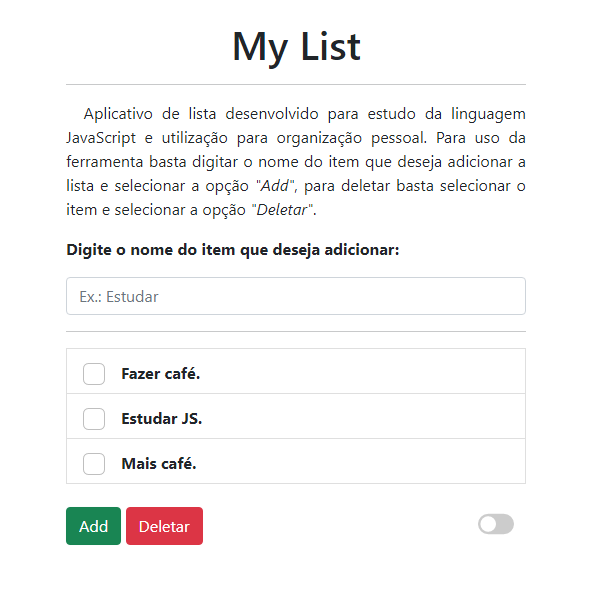 My List
Aplicativo de lista desenvolvido para estudo da linguagem
JavaScript e utilização para organização pessoal. Para uso da
ferramenta basta digitar o nome do item que deseja adicionar a
lista e selecionar a opção "Add", para deletar basta selecionar o
item e selecionar a opção "Deletar".
Digite o nome do item que deseja adicionar:
Ex.: Estudar
Fazer café.
Estudar JS.
Mais café.
Add Deletar